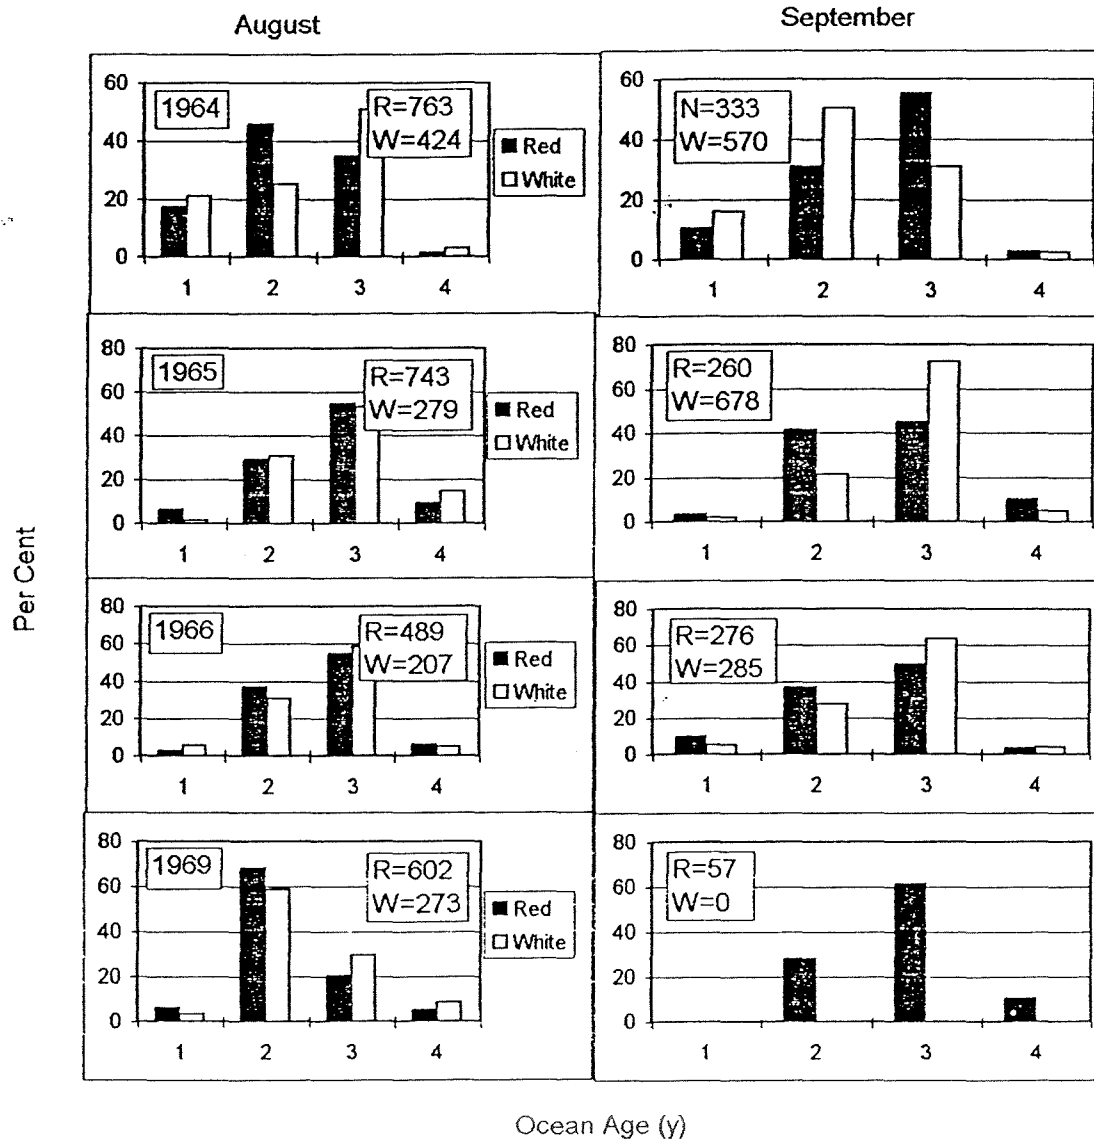 August
September
Per Cent
60
40
20
0
1964
R=763
W=424
Red
White
1 2 3 4
60
40
20
0
N=333
W=570
1 2 3 4
80
60
40
20
0
1965
R=743
W=279
Red
White
1 2 3 4
80
60
40
20
0
R=260
W=678
1 2 3 4
80
60
40
20
0
1966
R=489
W=207
Red
White
1 2 3 4
80
60
40
20
0
R=276
W=285
1 2 3 4
80
60
40
20
0
1969
R=602
W=273
Red
White
1 2 3 4
80
60
40
20
0
R=57
W=0
1 2 3 4
Ocean Age (y)